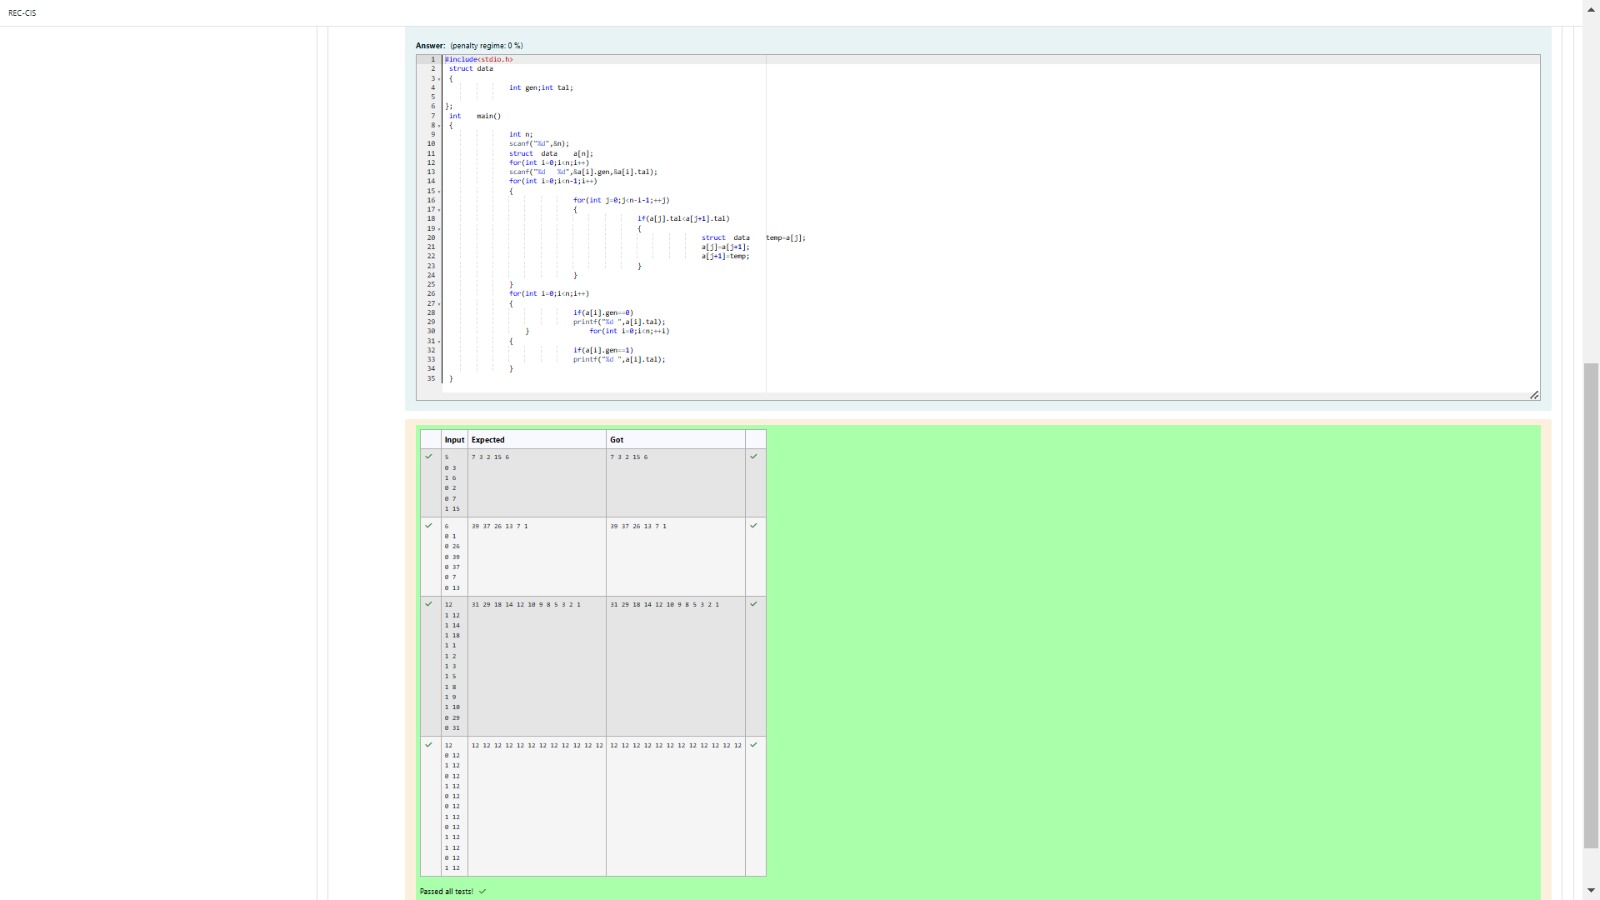 REC-CIS
Answer: (penalty regime: 0 %)
1 #include<stdio.h>
2 struct data
3 {
4 int gen;int tal;
5
6 };
7 int main()
8 {
9 int n;
10 scanf("%d",&n);
11 struct data a[n];
12 for(int i=0;i<n;i++)
13 scanf("%d %d",&a[i].gen,&a[i].tal);
14 for(int i=0;i<n-1;i++)
15 {
16 for(int j=0;j<n-i-1;++j)
17 {
18 if(a[j].tal<a[j+1].tal)
19 {
20 struct data temp=a[j];
21 a[j]=a[j+1];
22 a[j+1]=temp;
23 }
24 }
25 }
26 for(int i=0;i<n;i++)
27 {
28 if(a[i].gen==0)
29 printf("%d ",a[i].tal);
30 } for(int i=0;i<n;++i)
31 {
32 if(a[i].gen==1)
33 printf("%d ",a[i].tal);
34 }
35 }
Input Expected Got
5 7 3 2 15 6 7 3 2 15 6
0 3
1 6
0 2
0 7
1 15
6 39 37 26 13 7 1 39 37 26 13 7 1
0 1
0 26
0 39
0 37
0 7
0 13
12 31 29 18 14 12 10 9 8 5 3 2 1 31 29 18 14 12 10 9 8 5 3 2 1
1 12
1 14
1 18
1 1
1 2
1 3
1 5
1 8
1 9
1 10
0 29
0 31
12 12 12 12 12 12 12 12 12 12 12 12 12 12 12 12 12 12 12 12 12 12 12 12 12
0 12
1 12
0 12
1 12
0 12
0 12
1 12
0 12
1 12
1 12
0 12
1 12
Passed all tests!